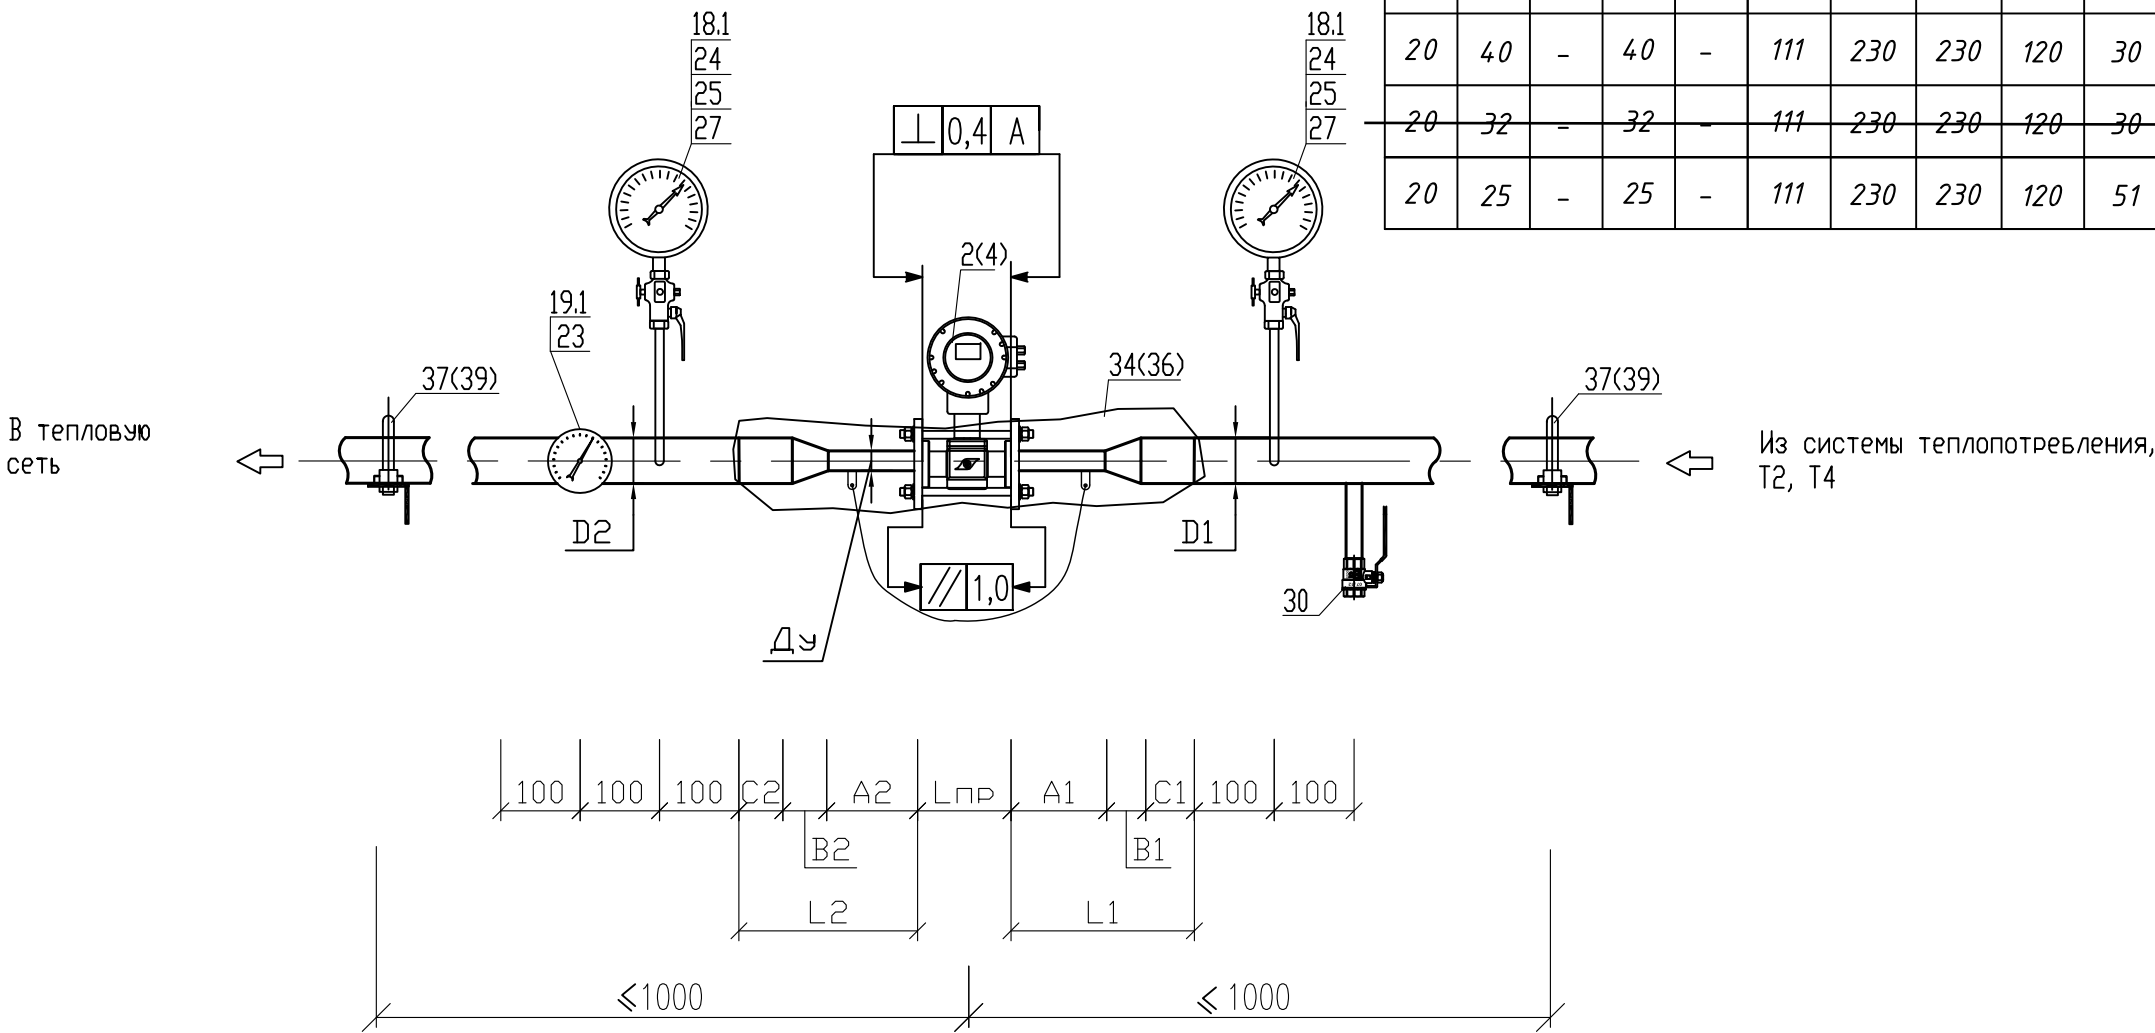 18.1
24
25
27
18.1
24
25
27
20 40 - 40 - 111 230 230 120 30
20 32 - 32 - 111 230 230 120 30
20 25 - 25 - 111 230 230 120 51
⊥ 0,4 А
2(4)
19.1
23
37(39)
34(36)
37(39)
В тепловую
сеть
Из системы теплопотребления,
Т2, Т4
D2
D1
// 1,0
30
Ду
100 100 100 C2 A2 Lпр A1 C1 100 100
B2 B1
L2 L1
≤1000 ≤1000